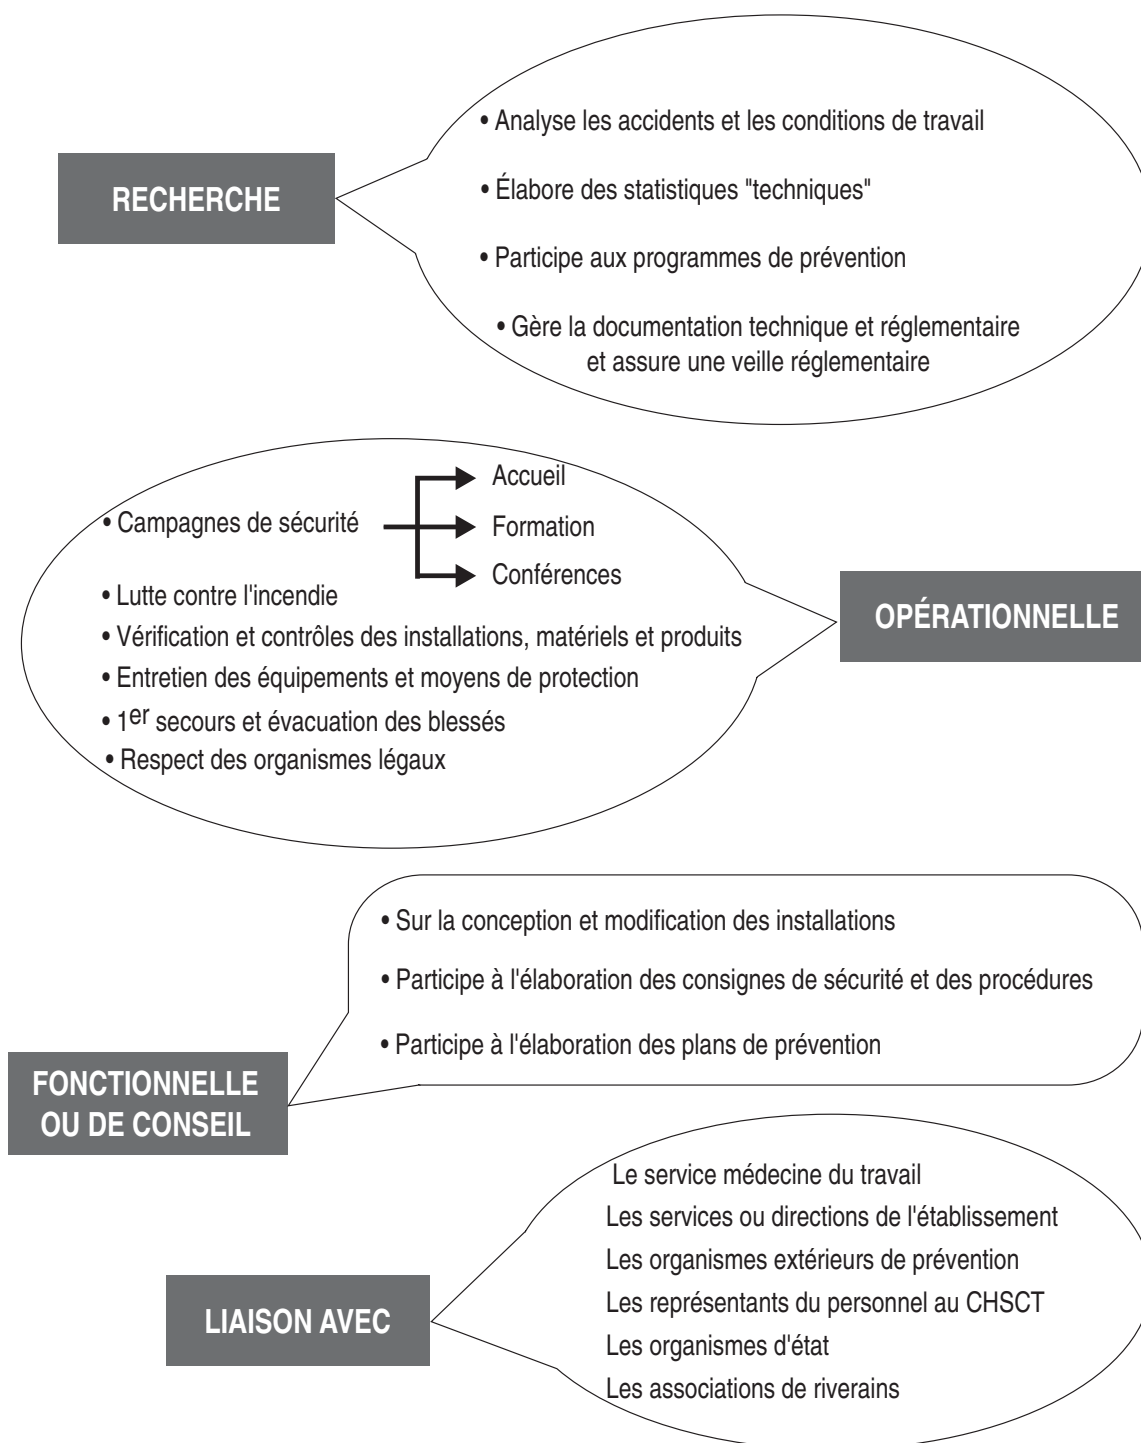 • Analyse les accidents et les conditions de travail
RECHERCHE
• Élabore des statistiques "techniques"
• Participe aux programmes de prévention
• Gère la documentation technique et réglementaire
et assure une veille réglementaire
Accueil
• Campagnes de sécurité
Formation
Conférences
• Lutte contre l'incendie
OPÉRATIONNELLE
• Vérification et contrôles des installations, matériels et produits
• Entretien des équipements et moyens de protection
• 1er secours et évacuation des blessés
• Respect des organismes légaux
• Sur la conception et modification des installations
• Participe à l'élaboration des consignes de sécurité et des procédures
• Participe à l'élaboration des plans de prévention
FONCTIONNELLE
OU DE CONSEIL
Le service médecine du travail
Les services ou directions de l'établissement
Les organismes extérieurs de prévention
Les représentants du personnel au CHSCT
LIAISON AVEC
Les organismes d'état
Les associations de riverains